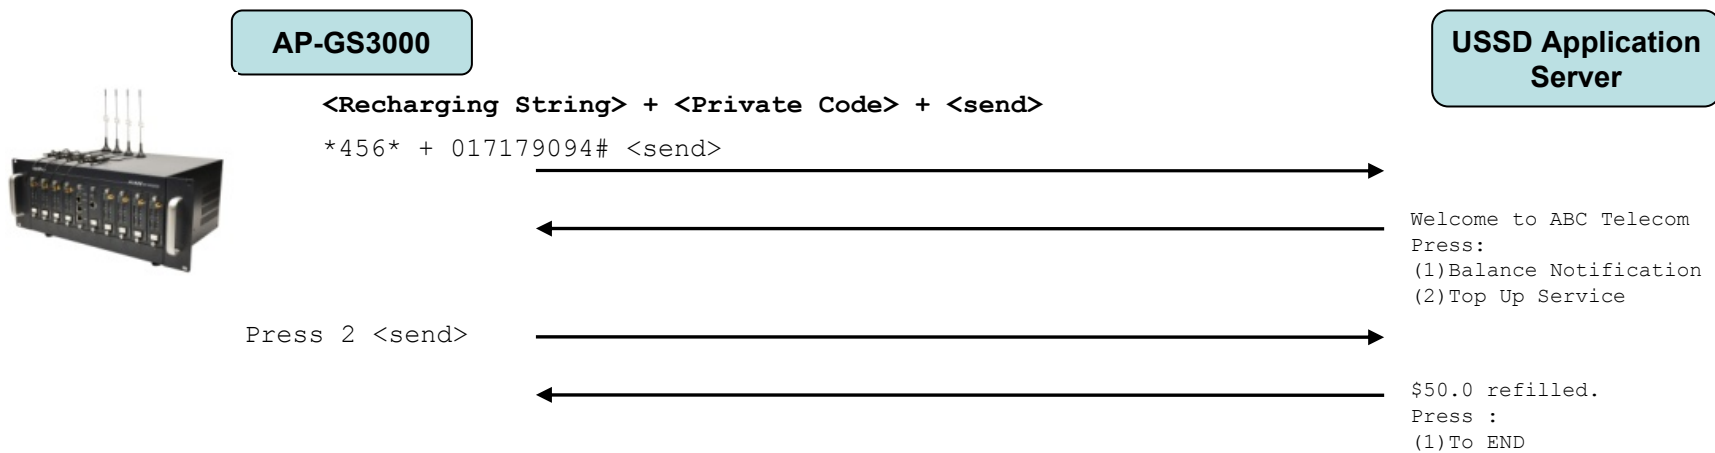 AP-GS3000
USSD Application
Server
<Recharging String> + <Private Code> + <send>
*456* + 017179094# <send>
Welcome to ABC Telecom
Press:
(1)Balance Notification
(2)Top Up Service
Press 2 <send>
$50.0 refilled.
Press :
(1)To END